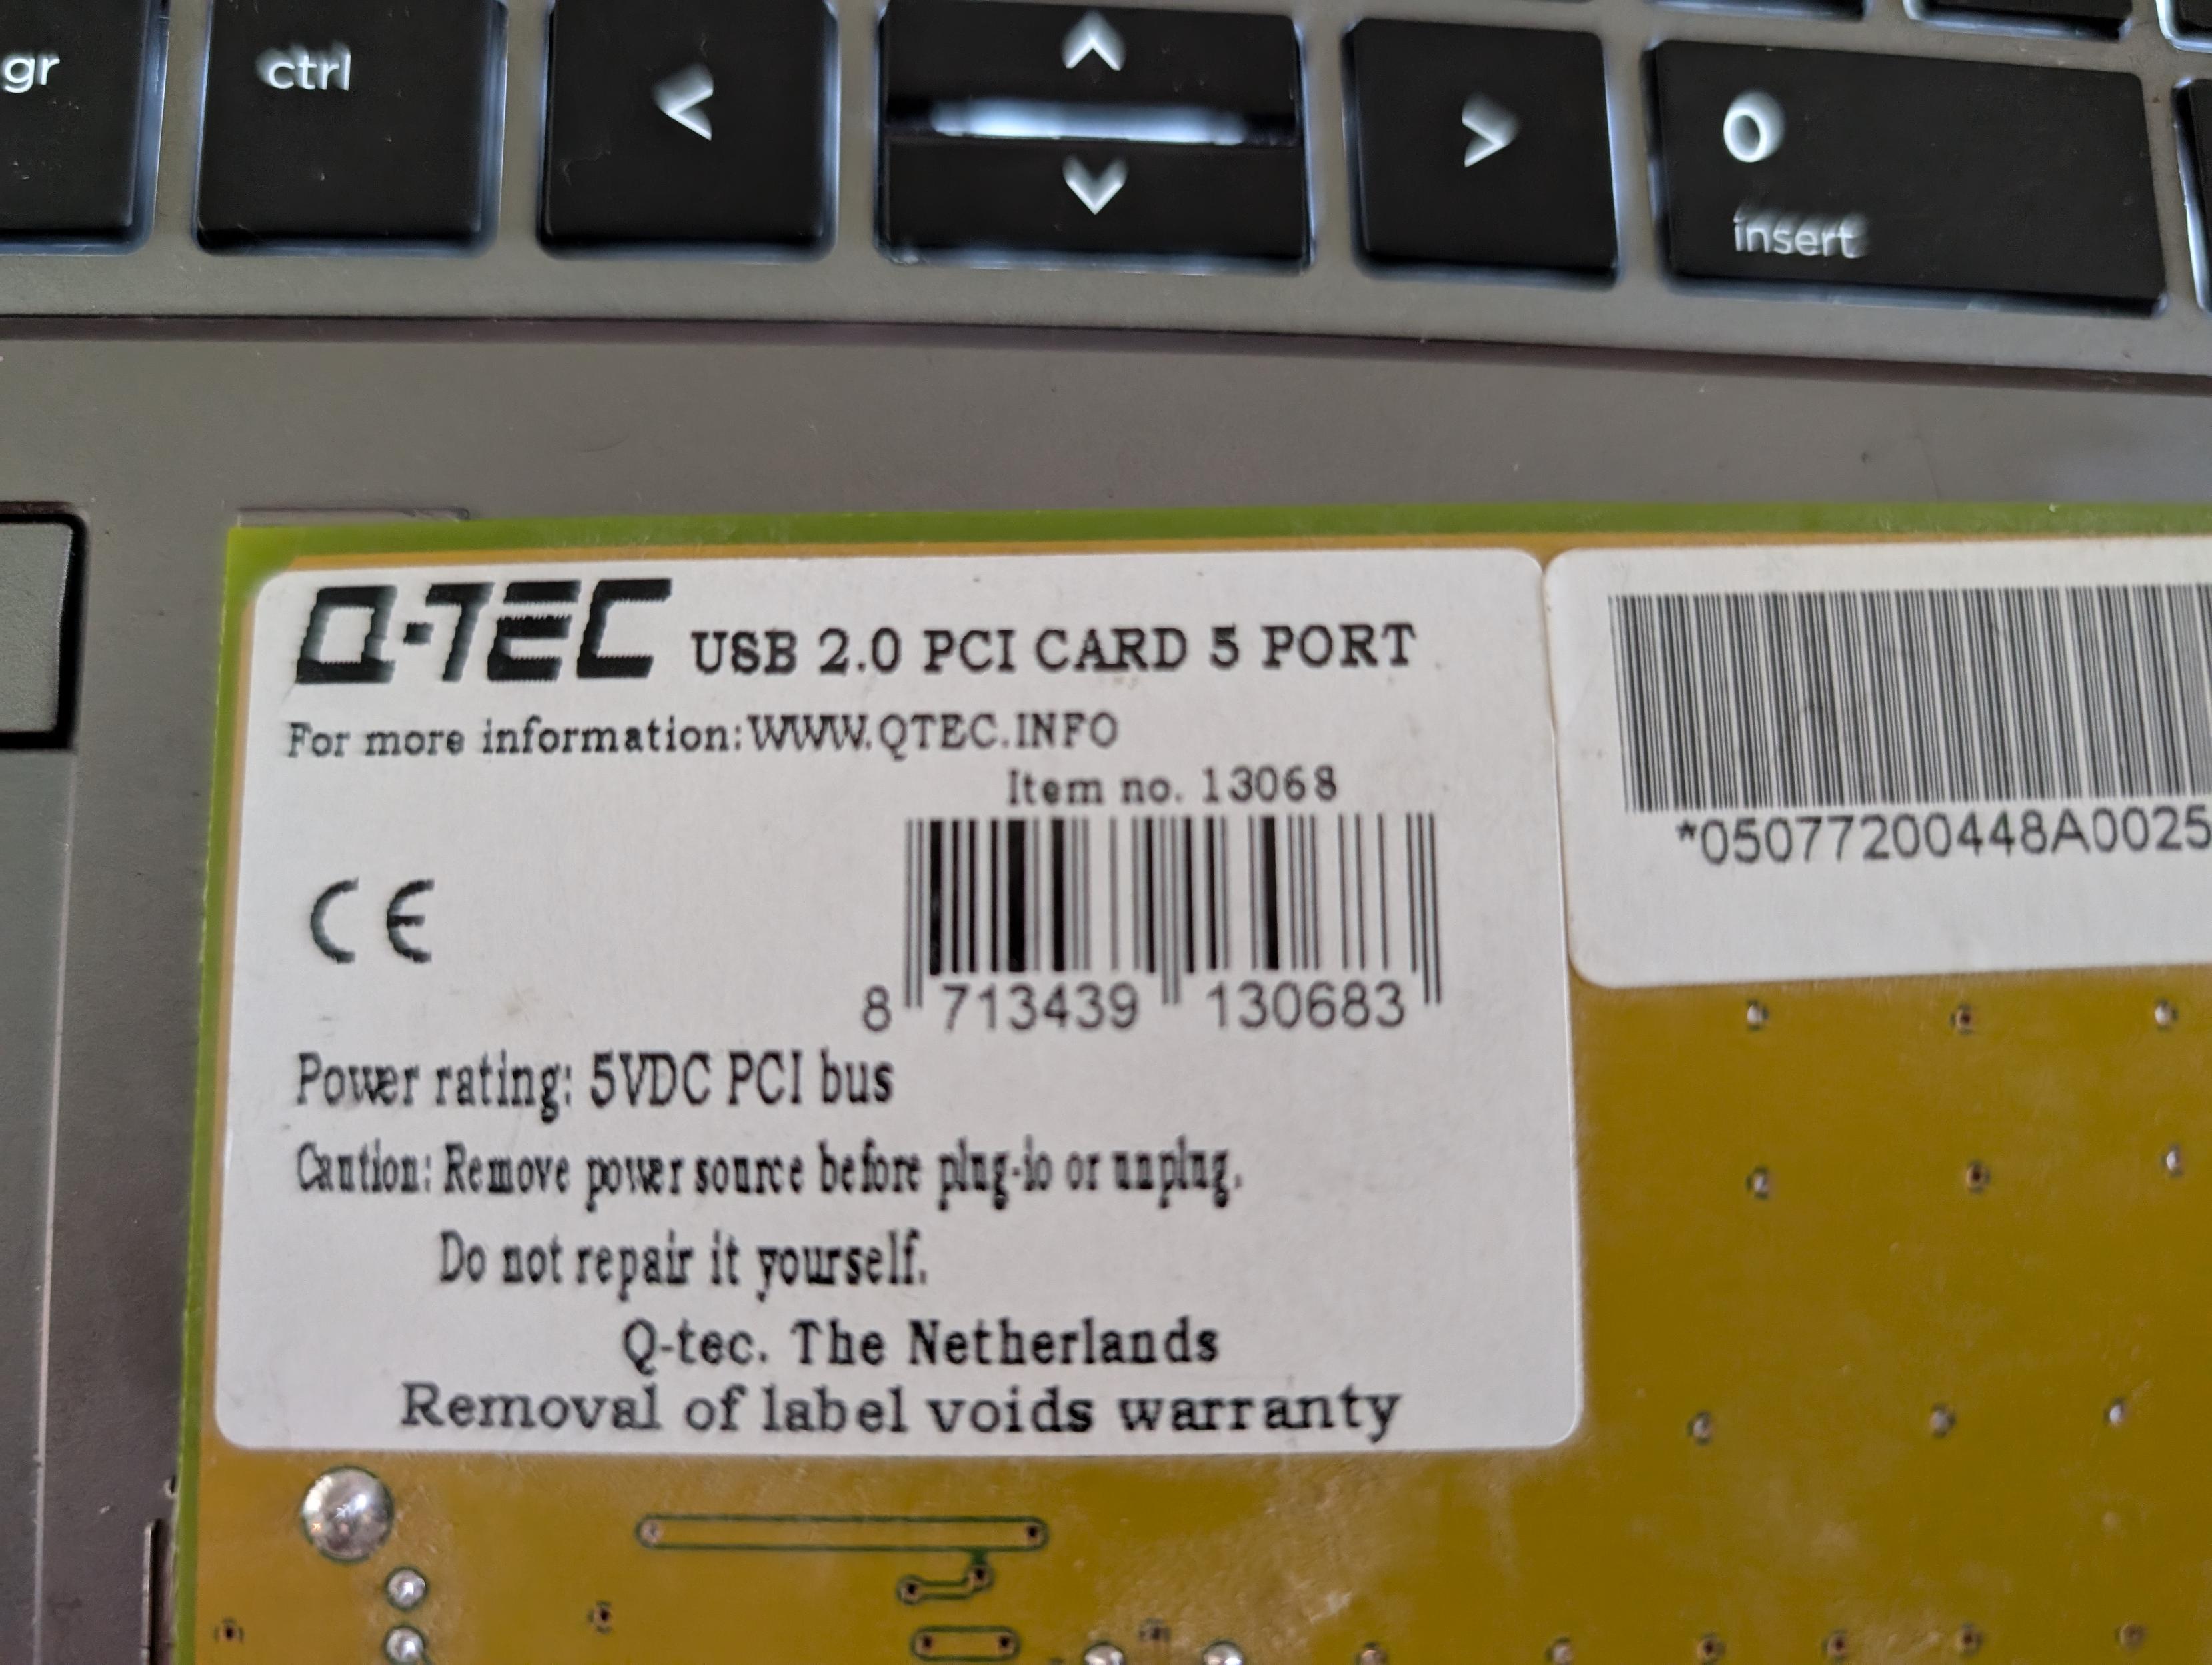 gr
ctrl
<
^
>
0
insert
Q-TEC USB 2.0 PCI CARD 5 PORT
For more information:WWW.QTEC.INFO
Item no. 13068
CE
8 713439 130683
*05077200448A0025
Power rating: 5VDC PCI bus
Caution: Remove power source before plug-io or unplug.
Do not repair it yourself.
Q-tec. The Netherlands
Removal of label voids warranty